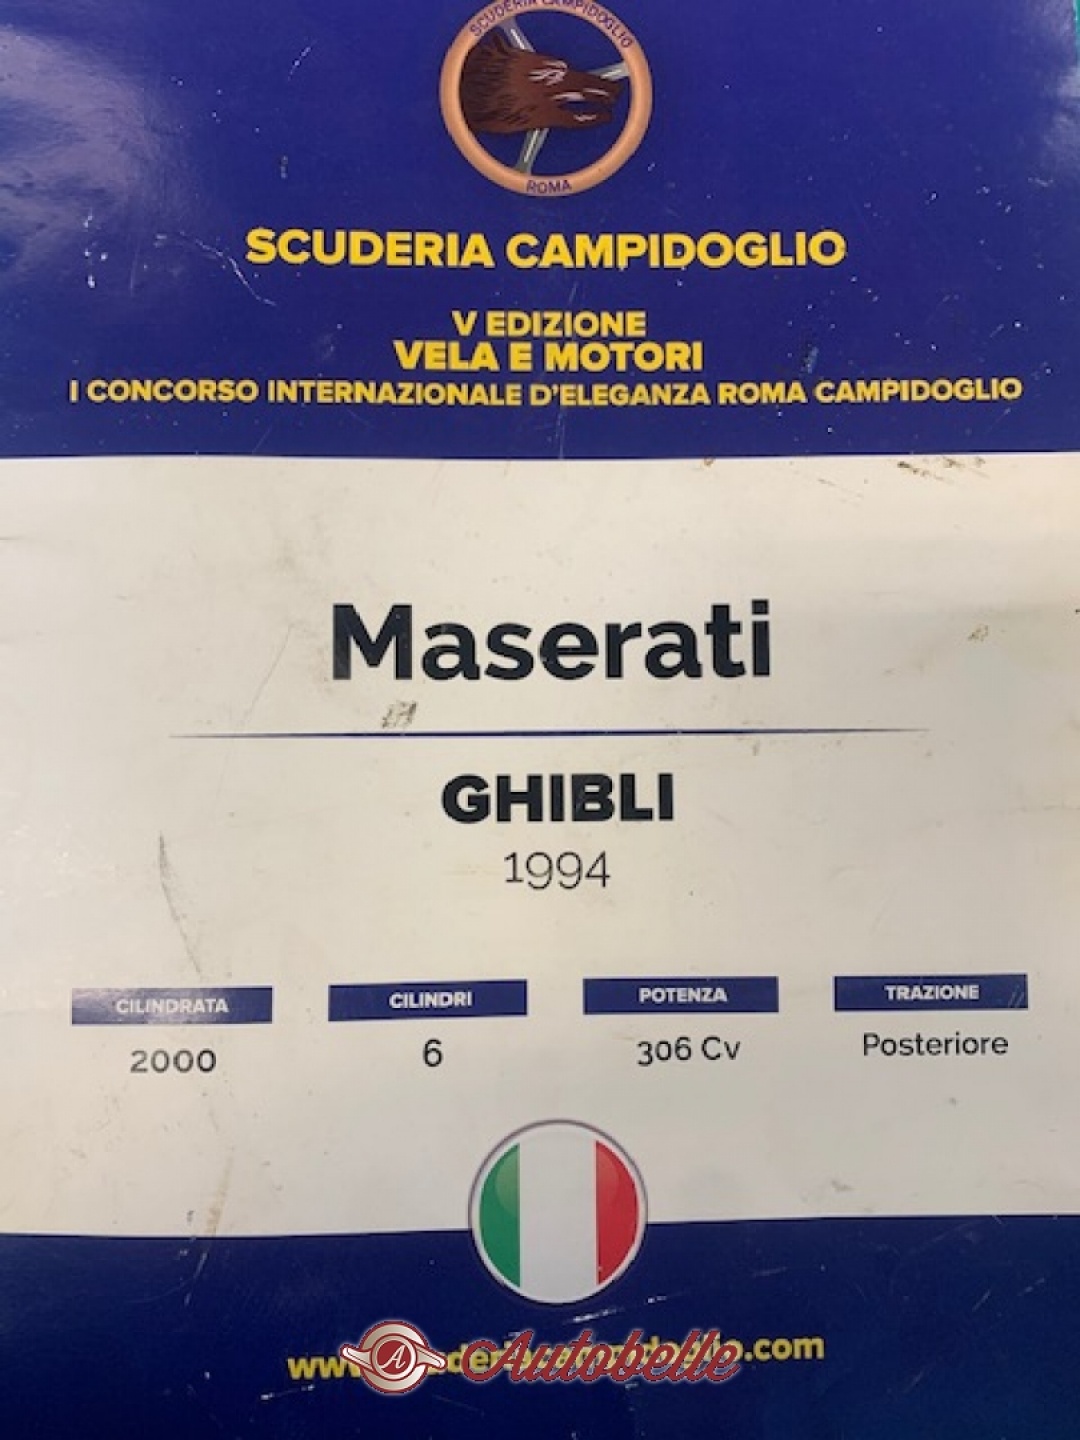 SCUDERIA CAMPIDOGLIO
ROMA
SCUDERIA CAMPIDOGLIO
V EDIZIONE
VELA E MOTORI
I CONCORSO INTERNAZIONALE D'ELEGANZA ROMA CAMPIDOGLIO
Maserati
GHIBLI
1994
CILINDRATA CILINDRI POTENZA TRAZIONE
2000 6 306 Cv Posteriore
A Autobelle